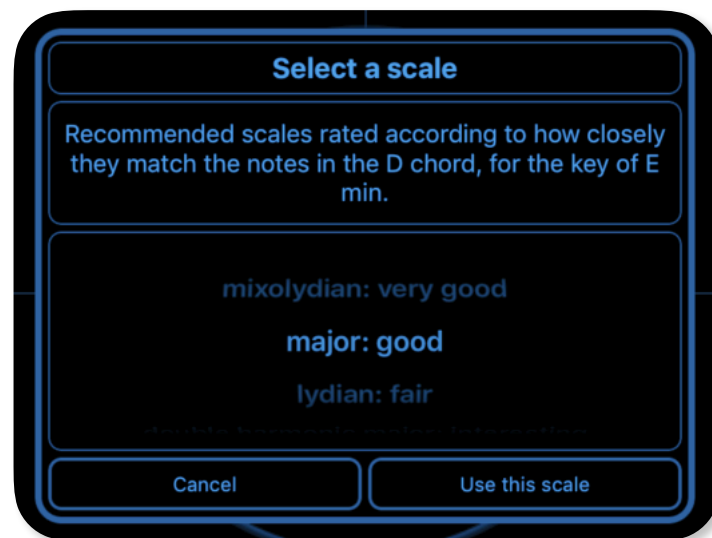 Select a scale
Recommended scales rated according to how closely
they match the notes in the D chord, for the key of E
min.
mixolydian: very good
major: good
lydian: fair
Cancel
Use this scale